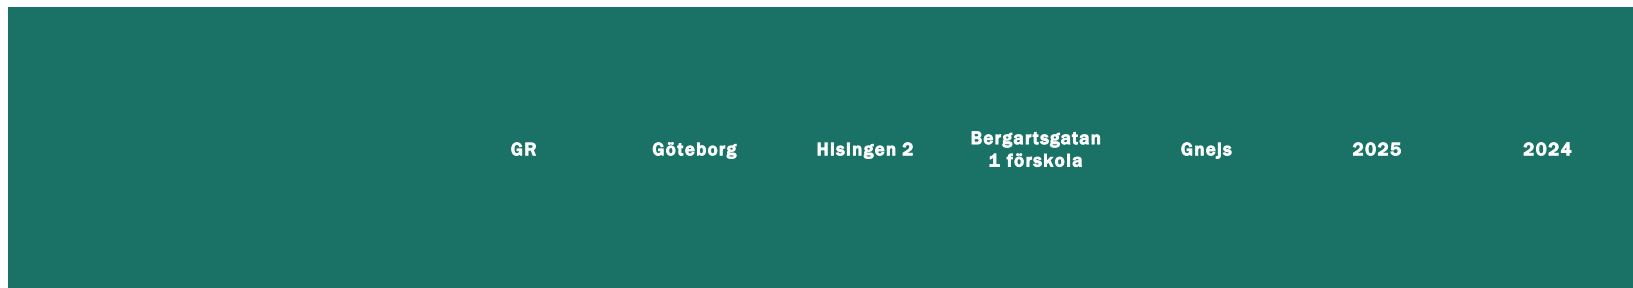 GR
Göteborg
Hisingen 2
Bergartsgatan
1 förskola
Gnejs
2025
2024